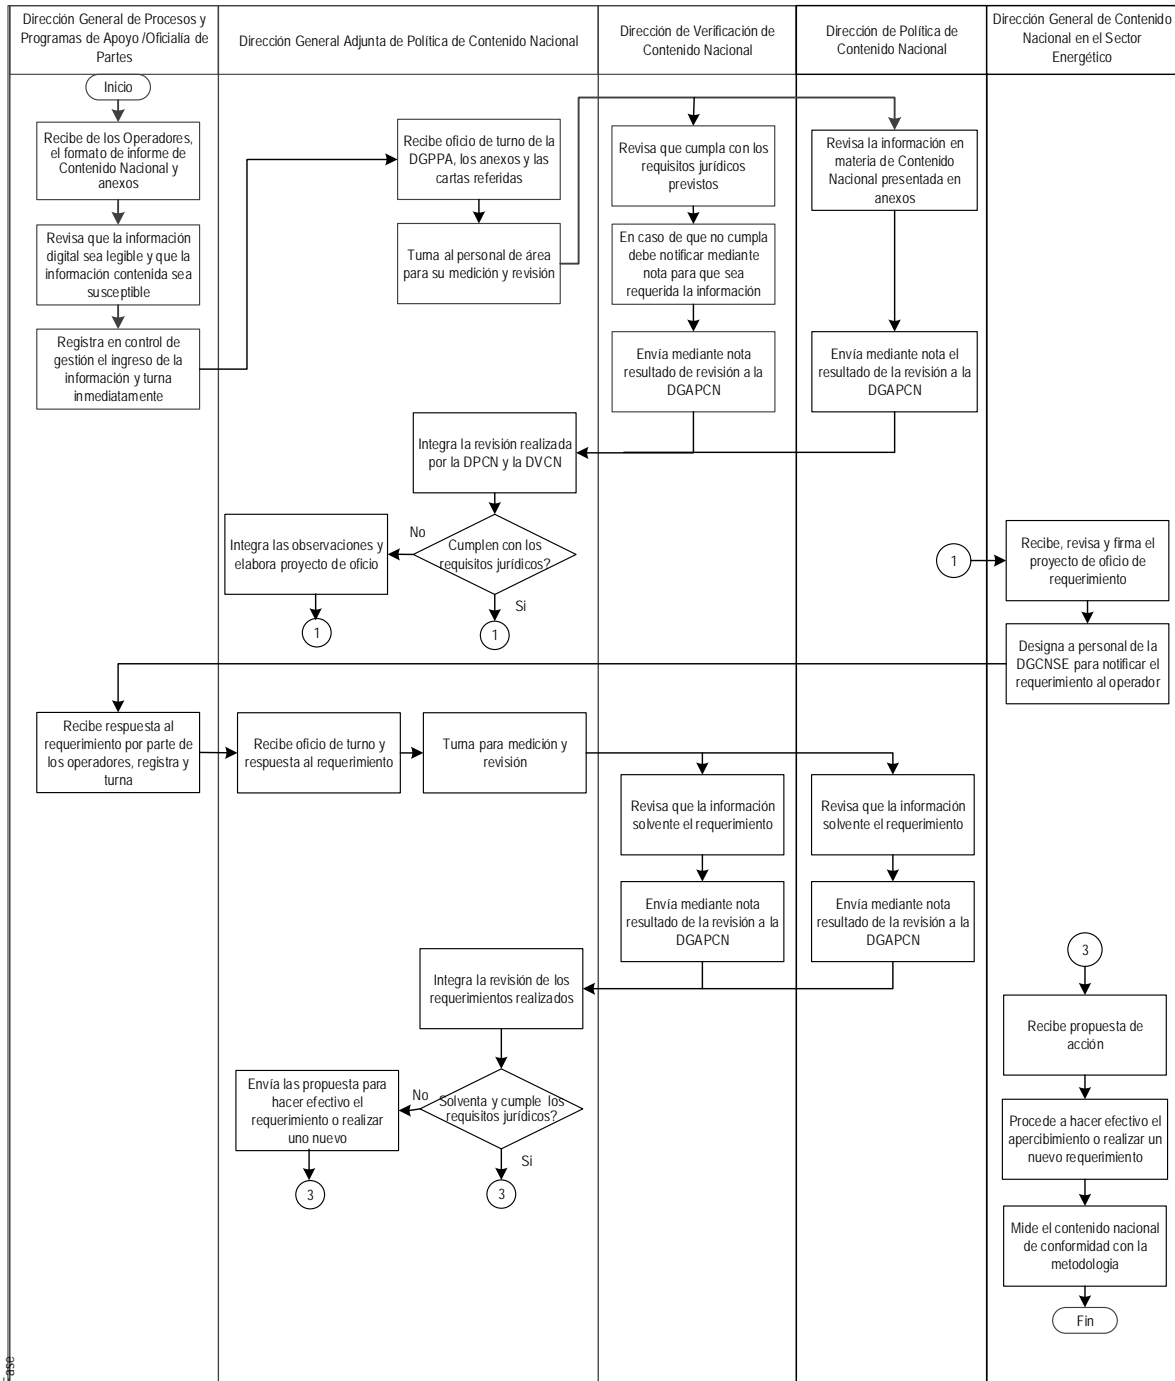 Dirección General de Procesos y
Programas de Apoyo /Oficialía de
Partes
Dirección General Adjunta de Política de Contenido Nacional
Dirección de Verificación de
Contenido Nacional
Dirección de Política de
Contenido Nacional
Dirección General de Contenido
Nacional en el Sector
Energético
Inicio
Recibe de los Operadores,
el formato de informe de
Contenido Nacional y
anexos
Revisa que la información
digital sea legible y que la
información contenida sea
susceptible
Registra en control de
gestión el ingreso de la
información y turna
inmediatamente
Recibe oficio de turno de la
DGPPA, los anexos y las
cartas referidas
Turna al personal de área
para su medición y revisión
Revisa que cumpla con los
requisitos jurídicos
previstos
En caso de que no cumpla
debe notificar mediante
nota para que sea
requerida la información
Envía mediante nota
resultado de revisión a la
DGAPCN
Revisa la información en
materia de Contenido
Nacional presentada en
anexos
Envía mediante nota el
resultado de la revisión a la
DGAPCN
Integra la revisión realizada
por la DPCN y la DVCN
Cumplen con los
requisitos jurídicos?
No
Integra las observaciones y
elabora proyecto de oficio
1
Si
1
1
Recibe, revisa y firma el
proyecto de oficio de
requerimiento
Designa a personal de la
DGCNSE para notificar el
requerimiento al operador
Recibe respuesta al
requerimiento por parte de
los operadores, registra y
turna
Recibe oficio de turno y
respuesta al requerimiento
Turna para medición y
revisión
Revisa que la información
solvente el requerimiento
Revisa que la información
solvente el requerimiento
Envía mediante nota
resultado de la revisión a la
DGAPCN
Envía mediante nota
resultado de la revisión a la
DGAPCN
Integra la revisión de los
requerimientos realizados
Solventa y cumple los
requisitos jurídicos?
No
Envía las propuesta para
hacer efectivo el
requerimiento o realizar
uno nuevo
3
Si
3
3
Recibe propuesta de
acción
Procede a hacer efectivo el
apercibimiento o realizar un
nuevo requerimiento
Mide el contenido nacional
de conformidad con la
metodología
Fin
Fase